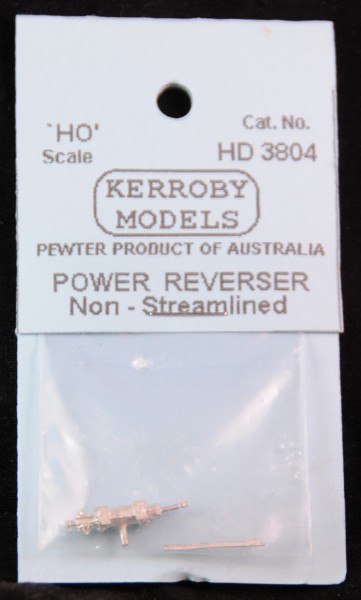 'HO' Cat. No.
Scale HD 3804
KERROBY
MODELS
PEWTER PRODUCT OF AUSTRALIA
POWER REVERSER
Non - Streamlined